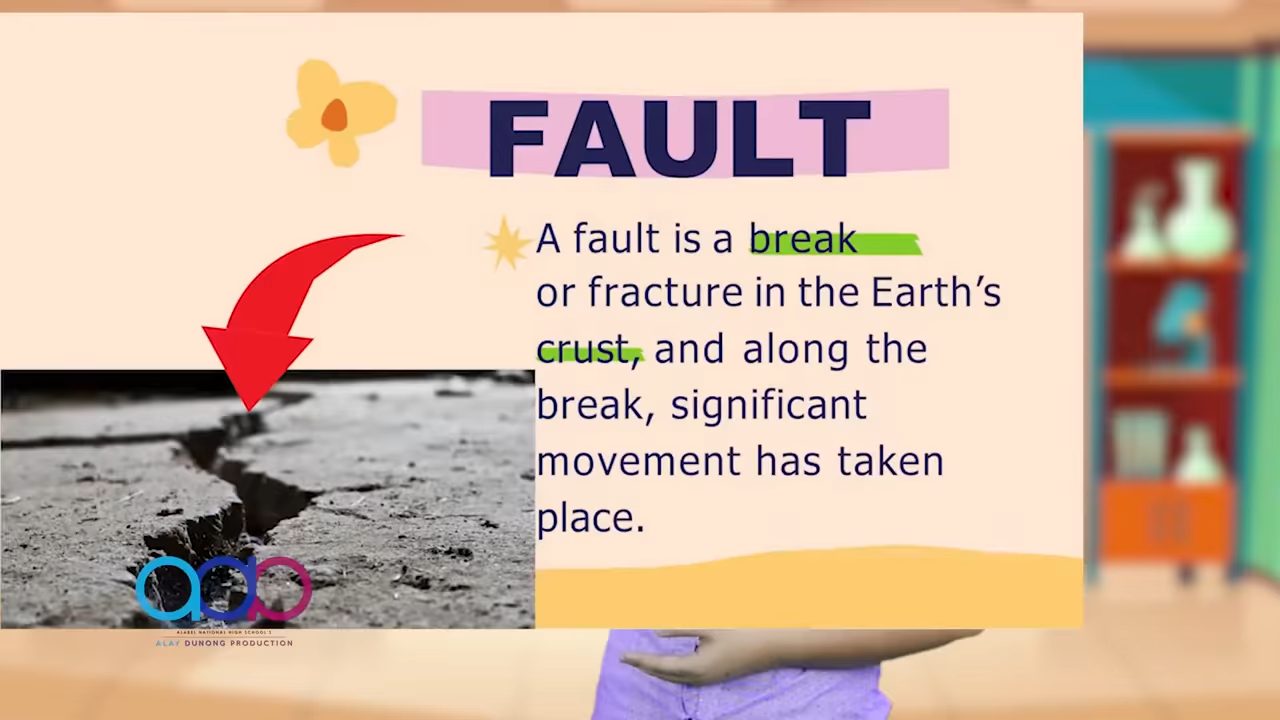 FAULT
A fault is a break
or fracture in the Earth’s
crust, and along the
break, significant
movement has taken
place.
ALABEL NATIONAL HIGH SCHOOL'S
ALAY DUNONG PRODUCTION